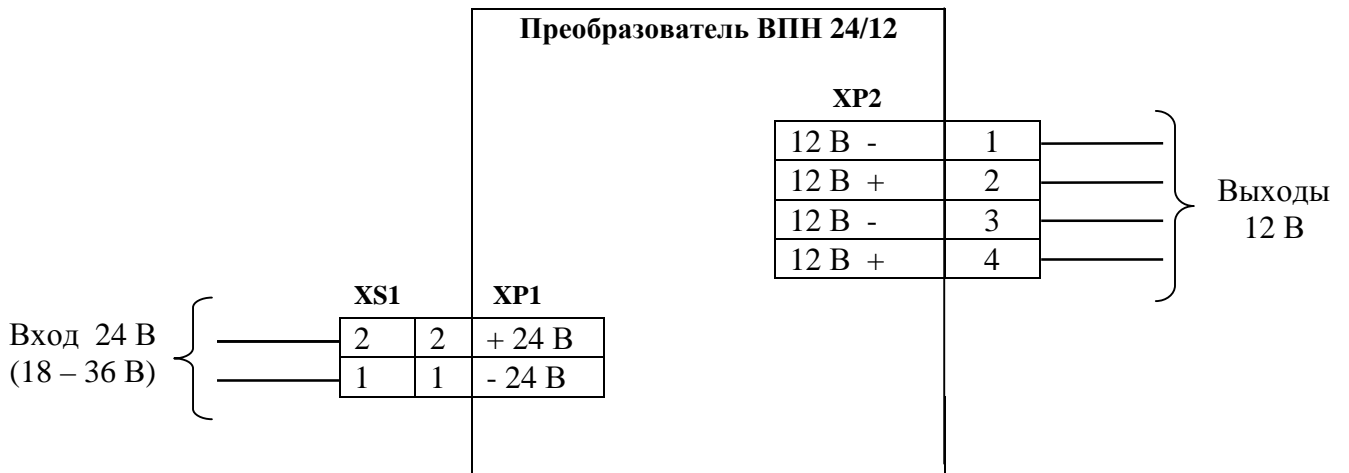 Преобразователь ВПН 24/12
XP2
12 В - 1
12 В + 2
12 В - 3
12 В + 4
Выходы
12 В
XS1 XP1
Вход 24 В
(18 – 36 В)
2 2 + 24 В
1 1 - 24 В